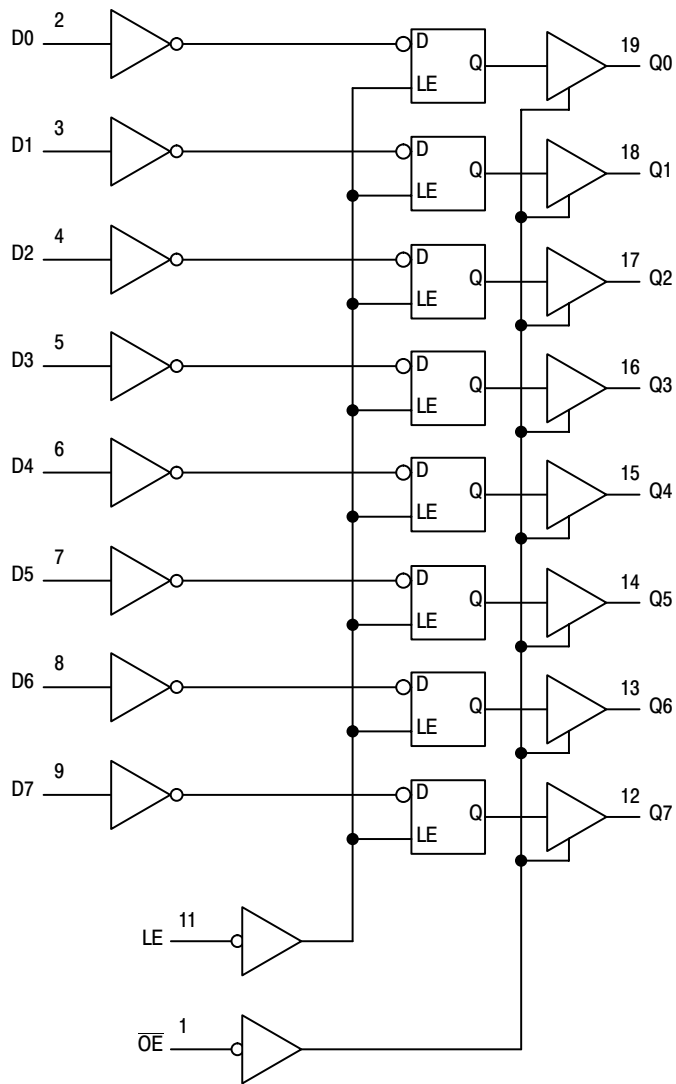 D0 2 D Q LE 19 Q0
D1 3 D Q LE 18 Q1
D2 4 D Q LE 17 Q2
D3 5 D Q LE 16 Q3
D4 6 D Q LE 15 Q4
D5 7 D Q LE 14 Q5
D6 8 D Q LE 13 Q6
D7 9 D Q LE 12 Q7
LE 11
O̅E̅ 1